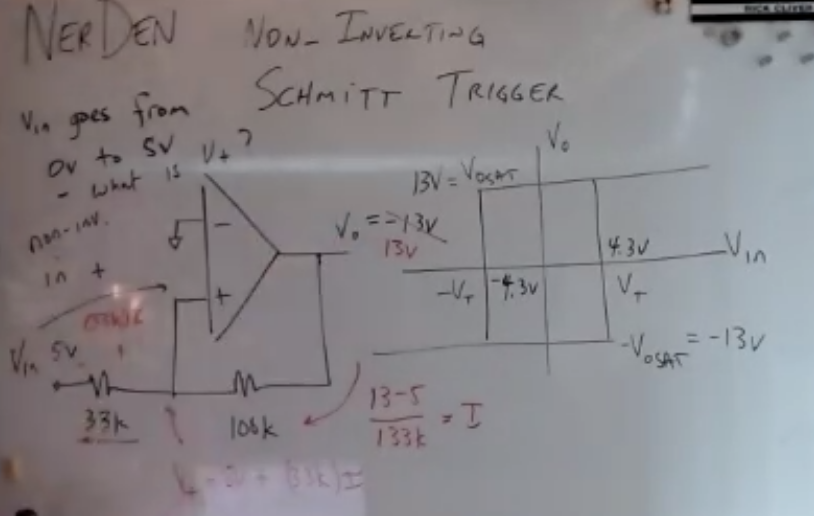 RICK CLIVER
NERDEN NON-INVERTING
SCHMITT TRIGGER
Vin goes from
0V to 5V
- what is V+?
non-inv.
in +
Vin 5V
33k
100k
-
+
Vo = -13V
13V
13V = VOSAT
Vo
Vin
4.3V
-VT
-4.3V
VT
-VOSAT = -13V
13-5
133k
= I